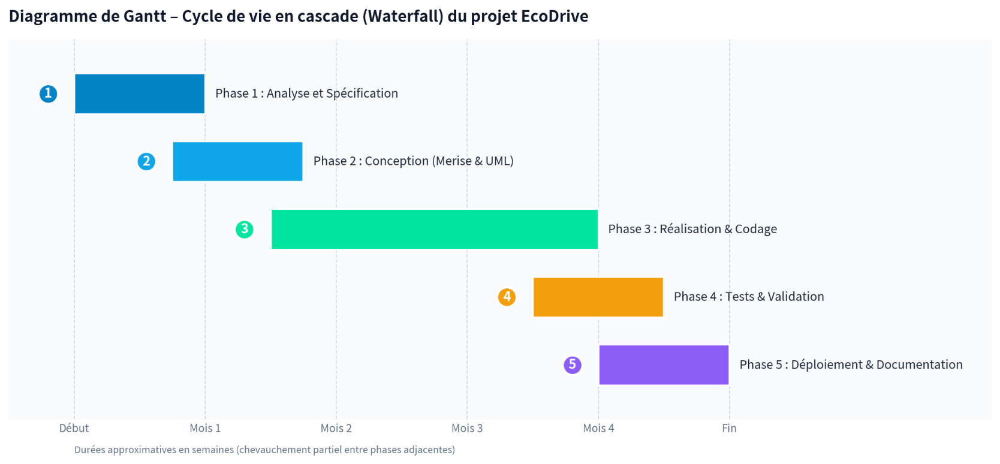 Diagramme de Gantt – Cycle de vie en cascade (Waterfall) du projet EcoDrive
1 Phase 1 : Analyse et Spécification
2 Phase 2 : Conception (Merise & UML)
3 Phase 3 : Réalisation & Codage
4 Phase 4 : Tests & Validation
5 Phase 5 : Déploiement & Documentation
Début Mois 1 Mois 2 Mois 3 Mois 4 Fin
Durées approximatives en semaines (chevauchement partiel entre phases adjacentes)